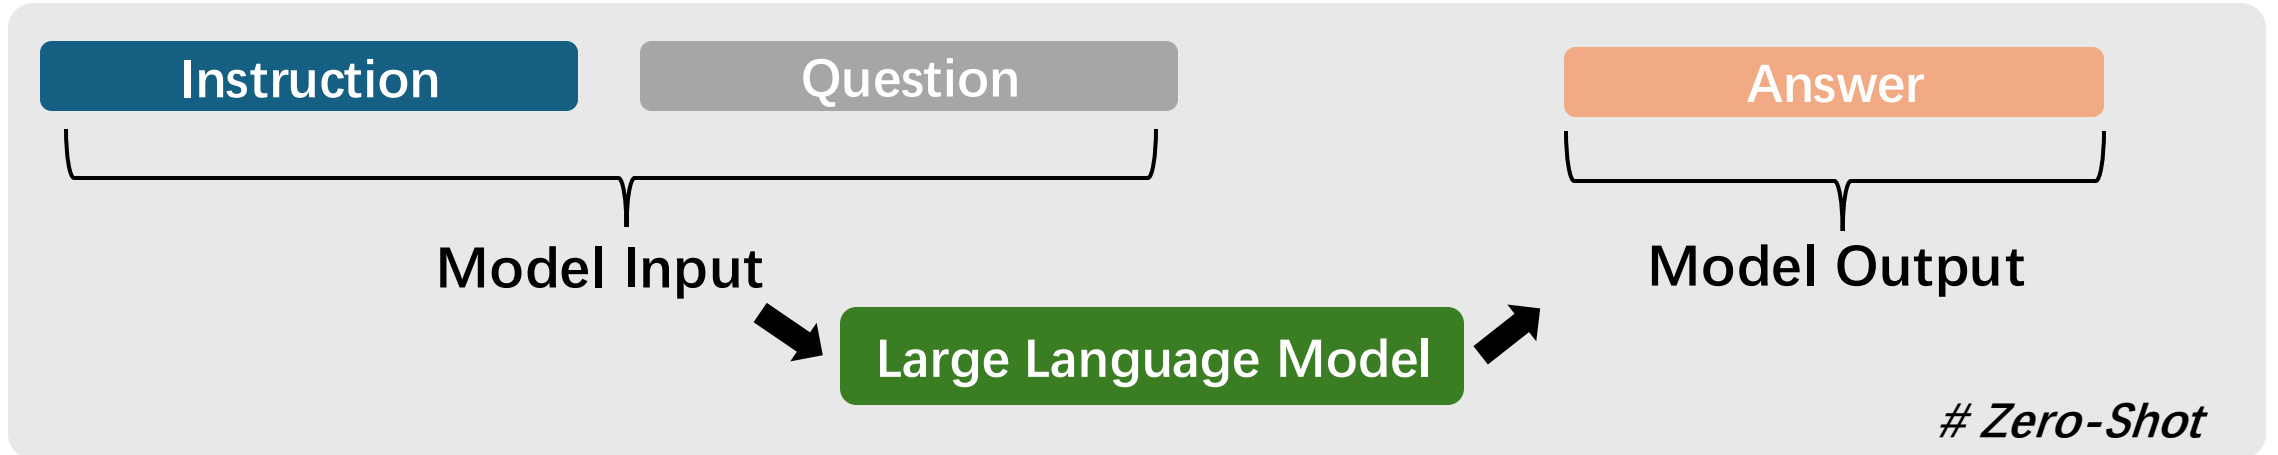 Instruction
Question
Answer
Model Input
Model Output
Large Language Model
# Zero-Shot